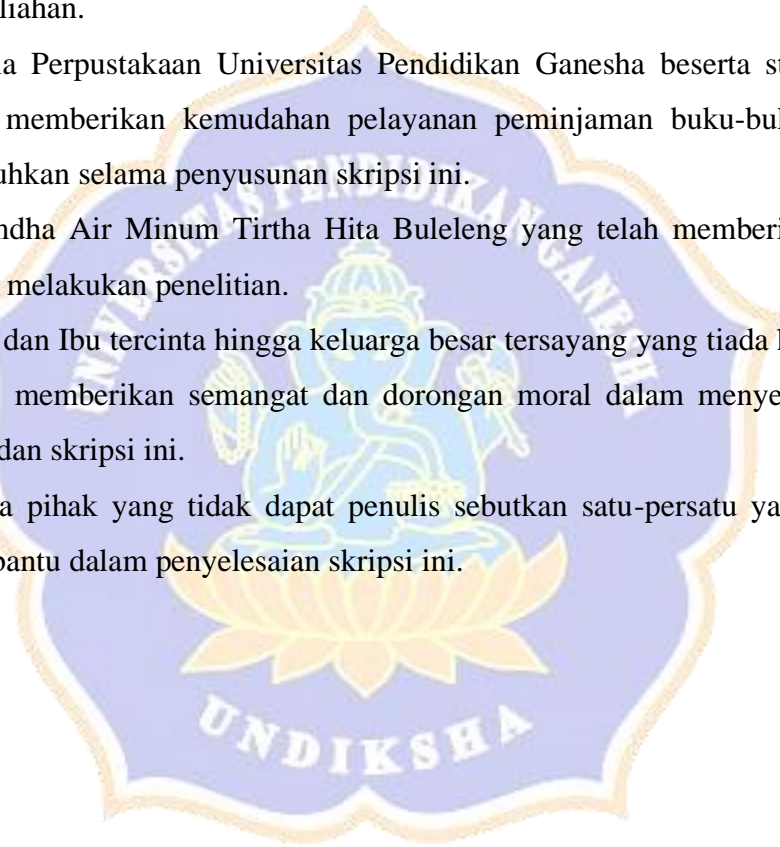 liahan.
a Perpustakaan Universitas Pendidikan Ganesha beserta st
memberikan kemudahan pelayanan peminjaman buku-bul
uhkan selama penyusunan skripsi ini.
ndha Air Minum Tirtha Hita Buleleng yang telah memberi
melakukan penelitian.
dan Ibu tercinta hingga keluarga besar tersayang yang tiada
memberikan semangat dan dorongan moral dalam menye
dan skripsi ini.
a pihak yang tidak dapat penulis sebutkan satu-persatu ya
bantu dalam penyelesaian skripsi ini.
UNIVERSITAS PENDIDIKAN GANESHA
UNDIKSHA